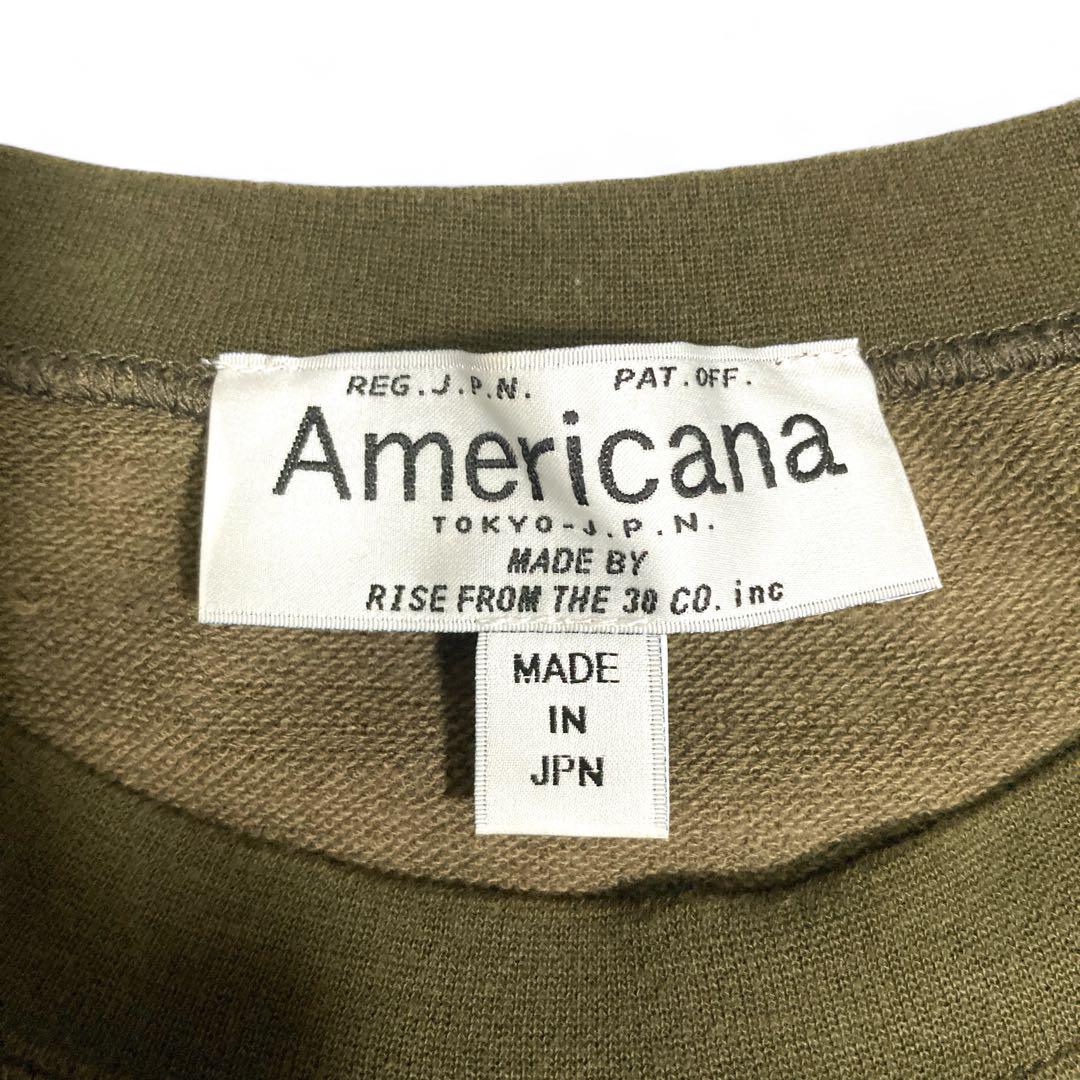 REG.J.P.N. PAT.OFF.
Americana
TOKYO-J.P.N.
MADE BY
RISE FROM THE 30 CO. inc
MADE
IN
JPN